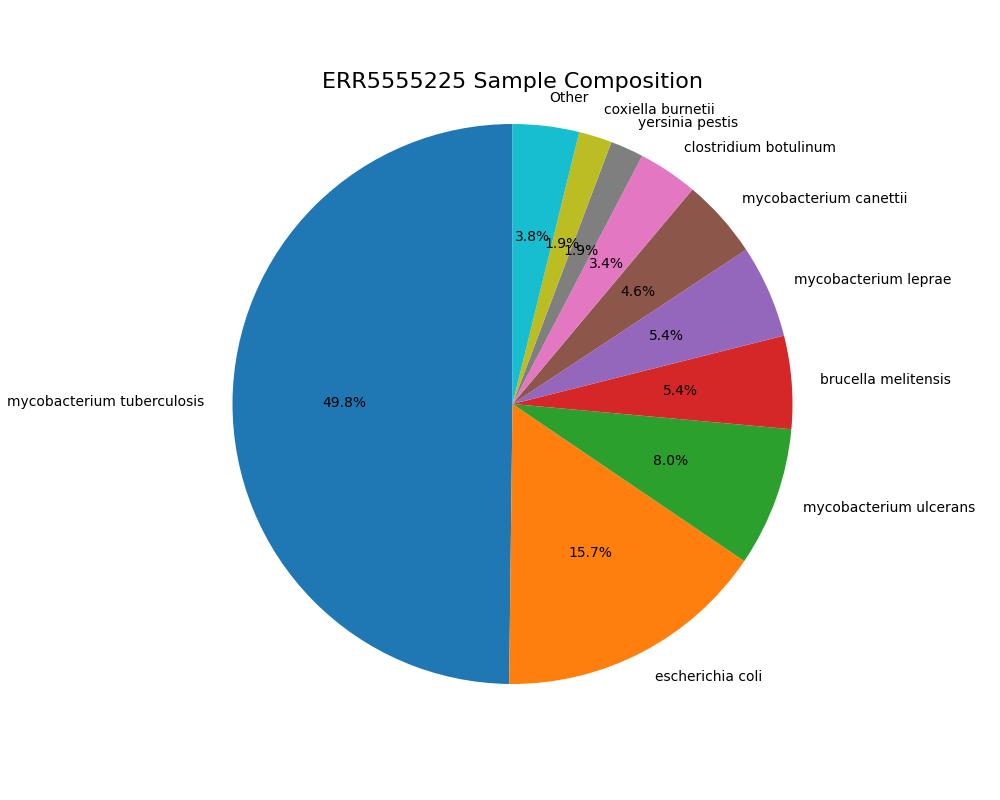 ERR5555225 Sample Composition
Other
coxiella burnetii
yersinia pestis
clostridium botulinum
mycobacterium canettii
mycobacterium leprae
brucella melitensis
mycobacterium tuberculosis
mycobacterium ulcerans
escherichia coli
3.8%
1.9%
1.9%
3.4%
4.6%
5.4%
5.4%
49.8%
8.0%
15.7%